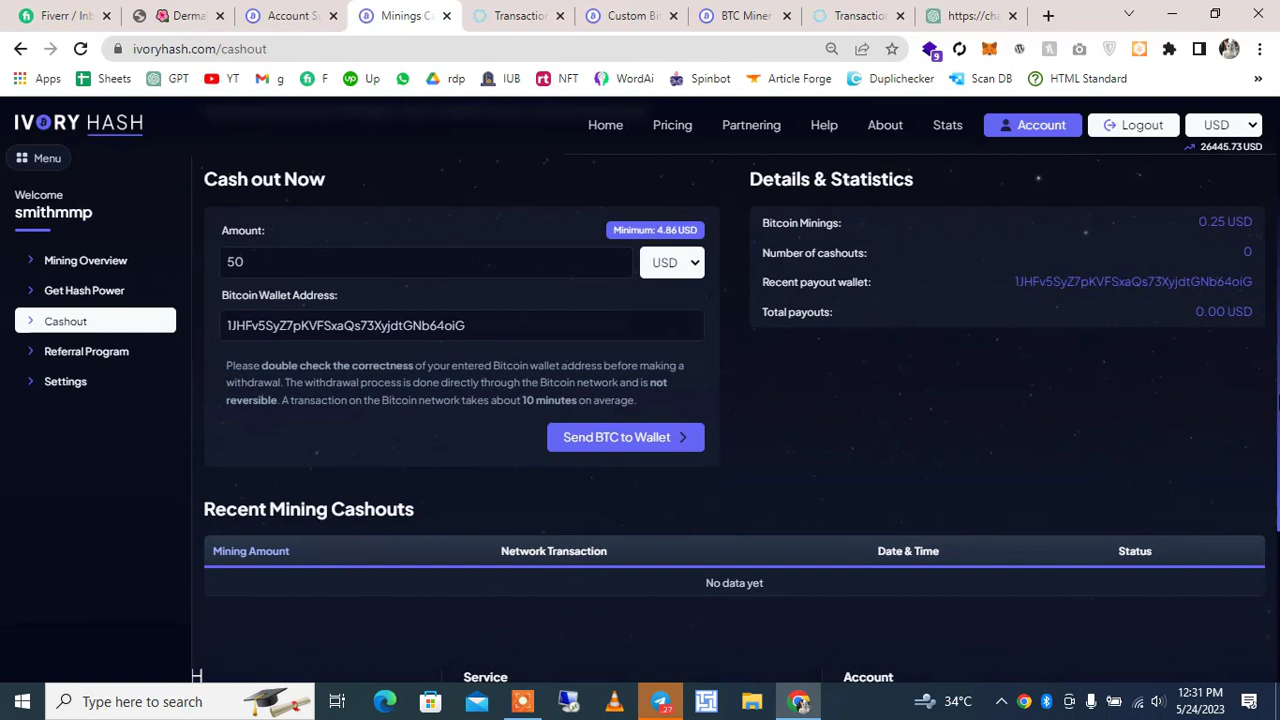 Fiverr / In
Derma
Account S
Minings C
Transaction
Custom Bi
BTC Miner
Transaction
https://cha
ivoryhash.com/cashout
9
Apps
Sheets
GPT
YT
g
F
Up
rdp
IUB
rt
NFT
WordAi
Spinbot
Article Forge
Duplichecker
Scan DB
HTML Standard
»
IVORY HASH
Home
Pricing
Partnering
Help
About
Stats
Account
Logout
USD
26445.73 USD
Menu
Welcome
smithmmp
Mining Overview
Get Hash Power
Cashout
Referral Program
Settings
Cash out Now
Amount:
Minimum: 4.86 USD
50
USD
Bitcoin Wallet Address:
1JHFv5SyZ7pKVFSxaQs73XyjdtGNb64oiG
Please double check the correctness of your entered Bitcoin wallet address before making a
withdrawal. The withdrawal process is done directly through the Bitcoin network and is not
reversible. A transaction on the Bitcoin network takes about 10 minutes on average.
Send BTC to Wallet
Details & Statistics
Bitcoin Minings:
0.25 USD
Number of cashouts:
0
Recent payout wallet:
1JHFv5SyZ7pKVFSxaQs73XyjdtGNb64oiG
Total payouts:
0.00 USD
Recent Mining Cashouts
Mining Amount
Network Transaction
Date & Time
Status
No data yet
H
Service
Account
Type here to search
27
34°C
12:31 PM
5/24/2023